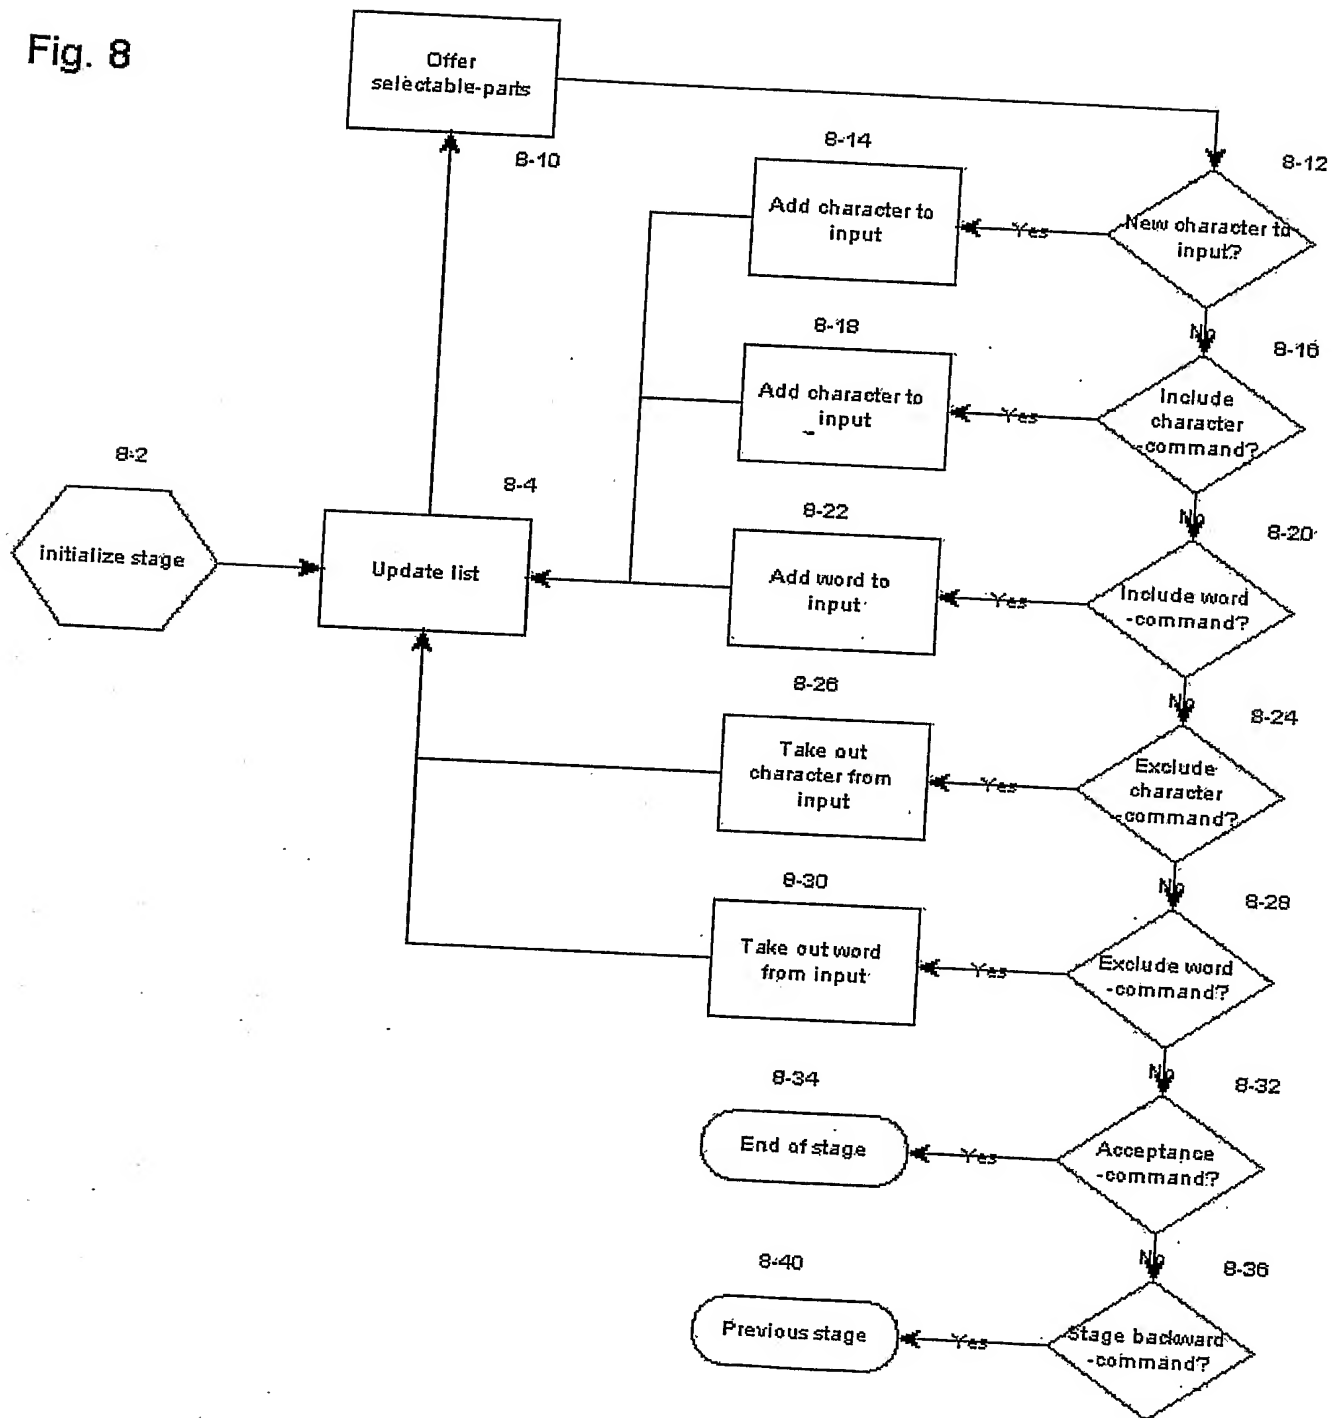 Fig. 8
Offer
selectable-parts
8-10
8-12
New character to
input?
Yes
8-14
Add character to
input
No
8-16
Include
character
-command?
Yes
8-18
Add character to
input
No
8-20
Include word
-command?
Yes
8-22
Add word to
input
8-2
initialize stage
8-4
Update list
No
8-24
Exclude
character
-command?
Yes
8-26
Take out
character from
input
No
8-28
Exclude word
-command?
Yes
8-30
Take out word
from input
No
8-32
Acceptance
-command?
Yes
8-34
End of stage
No
8-36
Stage backward
-command?
Yes
8-40
Previous stage